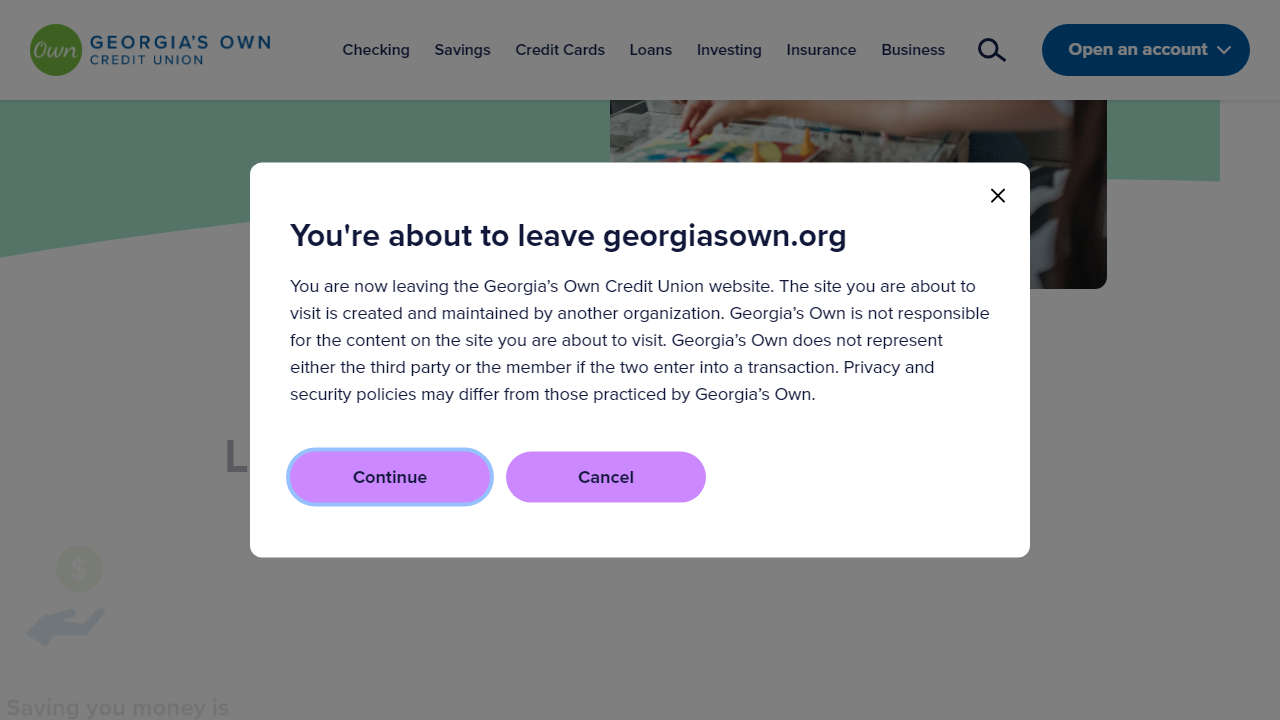 Own
GEORGIA'S OWN
CREDIT UNION
Checking Savings Credit Cards Loans Investing Insurance Business
Open an account
You're about to leave georgiasown.org
You are now leaving the Georgia’s Own Credit Union website. The site you are about to
visit is created and maintained by another organization. Georgia’s Own is not responsible
for the content on the site you are about to visit. Georgia’s Own does not represent
either the third party or the member if the two enter into a transaction. Privacy and
security policies may differ from those practiced by Georgia’s Own.
L
Continue Cancel
$
Saving you money is